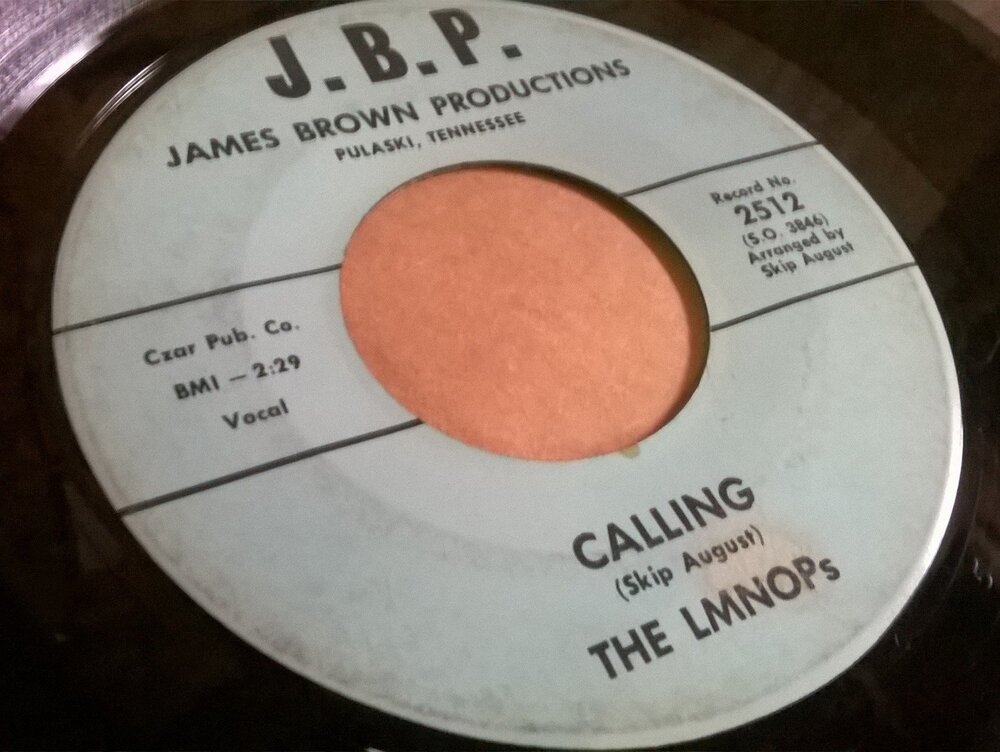 J.B.P.
JAMES BROWN PRODUCTIONS
PULASKI, TENNESSEE
Record No.
2512
(S.O. 3846)
Arranged by
Skip August
Czar Pub. Co.
BMI — 2:29
Vocal
CALLING
(Skip August)
THE LMNOPs